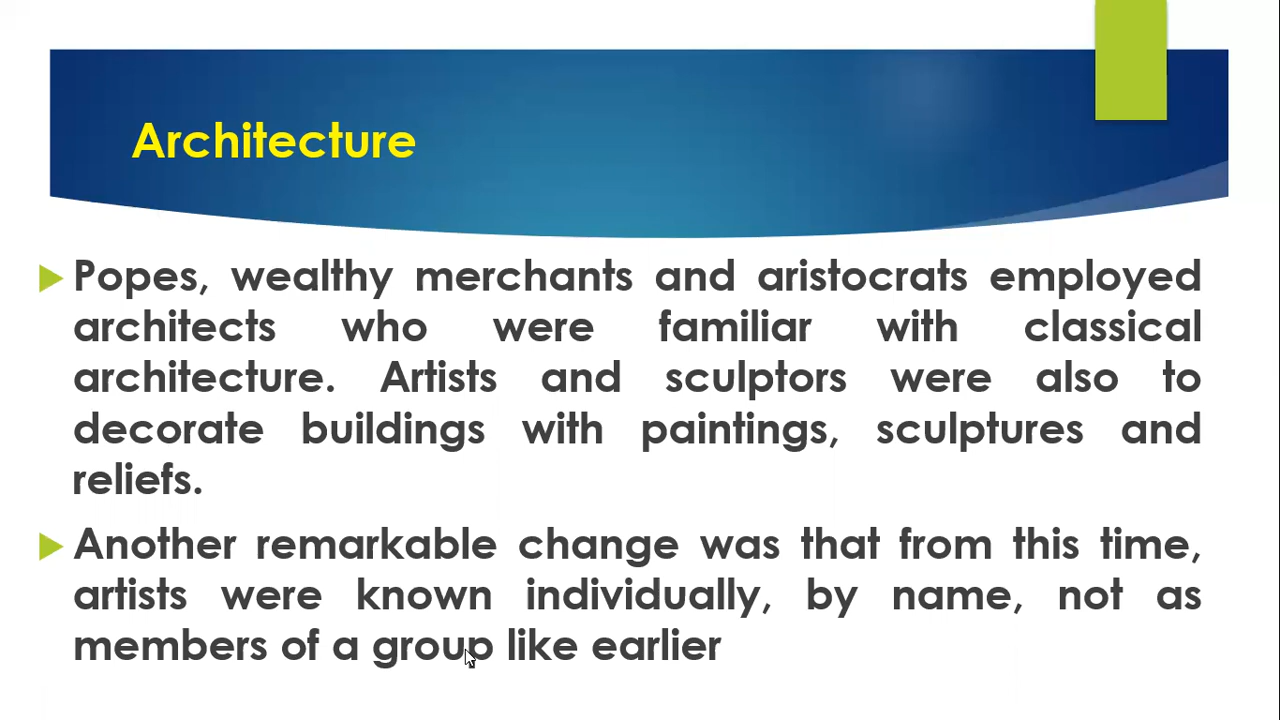 Architecture
Popes, wealthy merchants and aristocrats employed
architects who were familiar with classical
architecture. Artists and sculptors were also to
decorate buildings with paintings, sculptures and
reliefs.
Another remarkable change was that from this time,
artists were known individually, by name, not as
members of a group like earlier